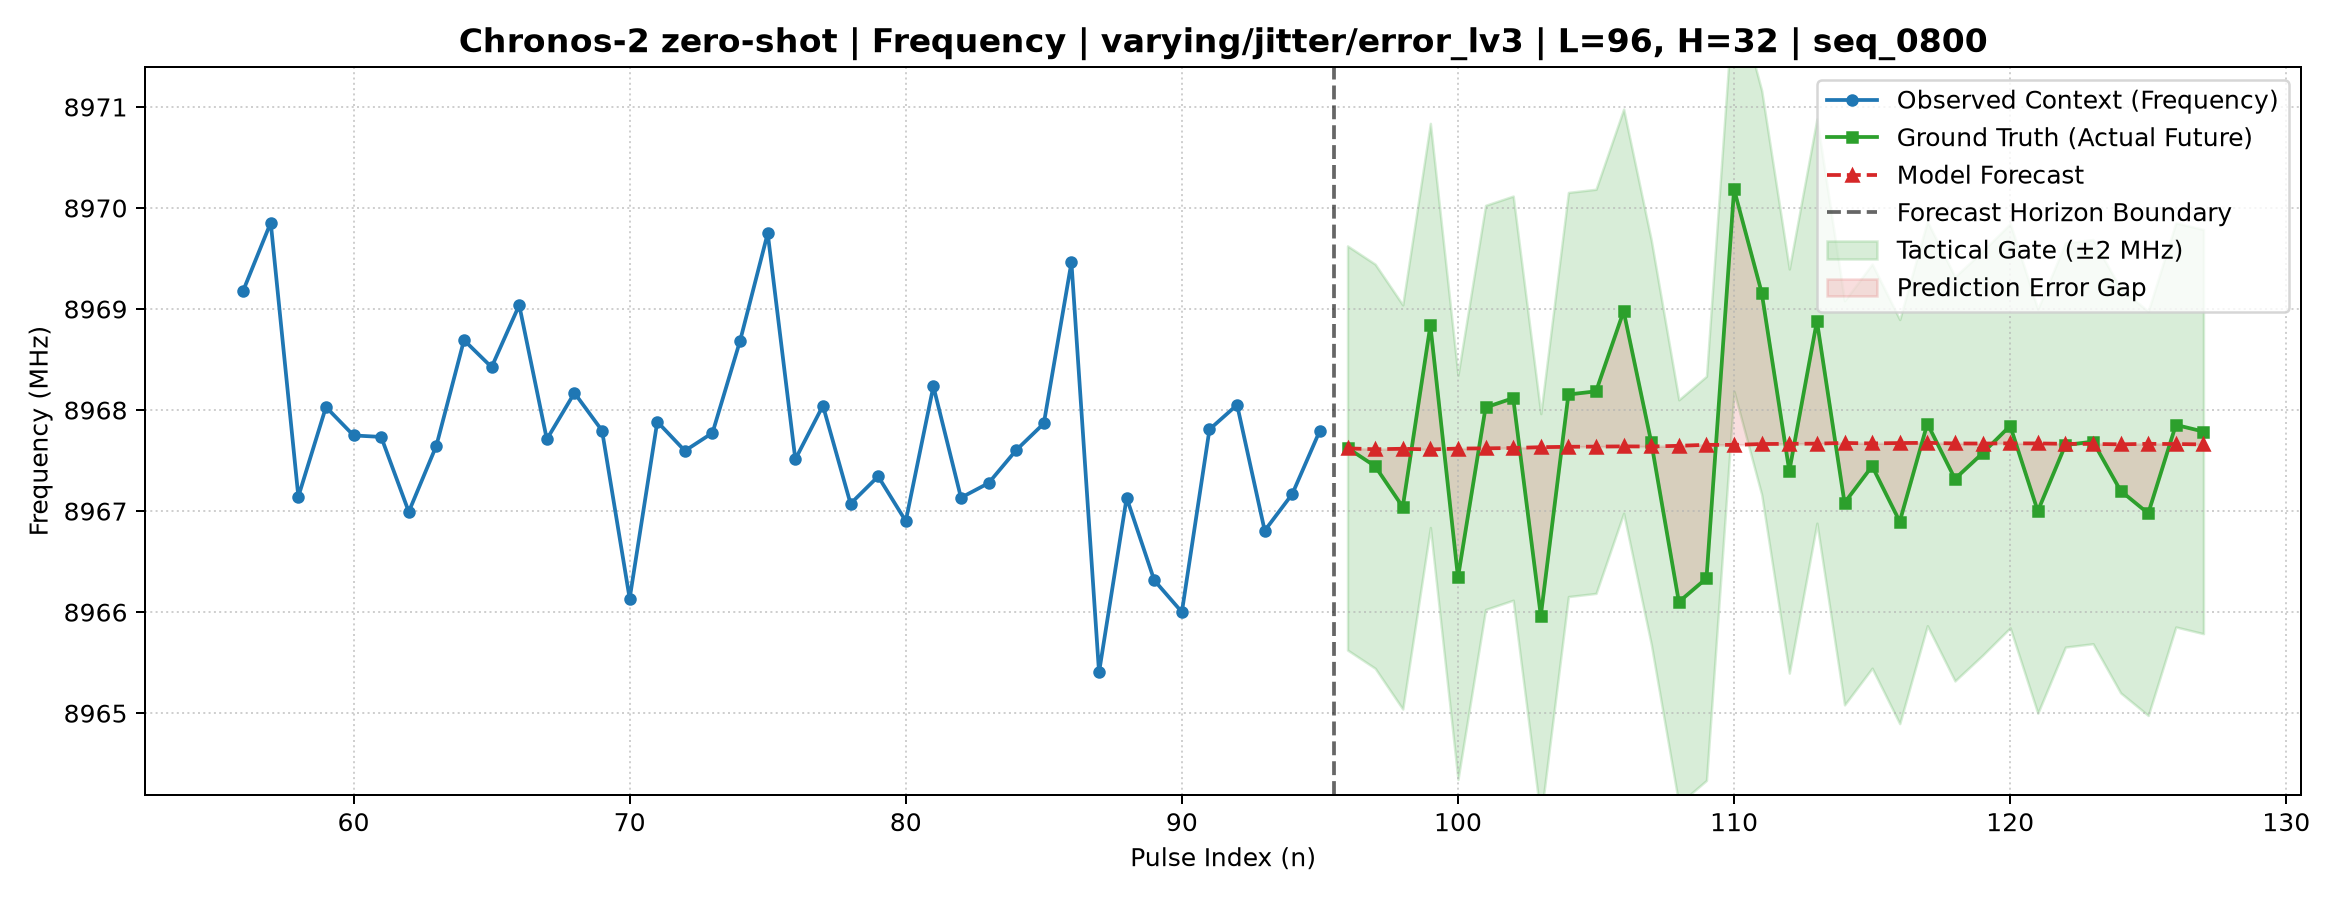 Chronos-2 zero-shot | Frequency | varying/jitter/error_lv3 | L=96, H=32 | seq_0800
Frequency (MHz)
8971
8970
8969
8968
8967
8966
8965
Observed Context (Frequency)
Ground Truth (Actual Future)
Model Forecast
Forecast Horizon Boundary
Tactical Gate (±2 MHz)
Prediction Error Gap
60 70 80 90 100 110 120 130
Pulse Index (n)